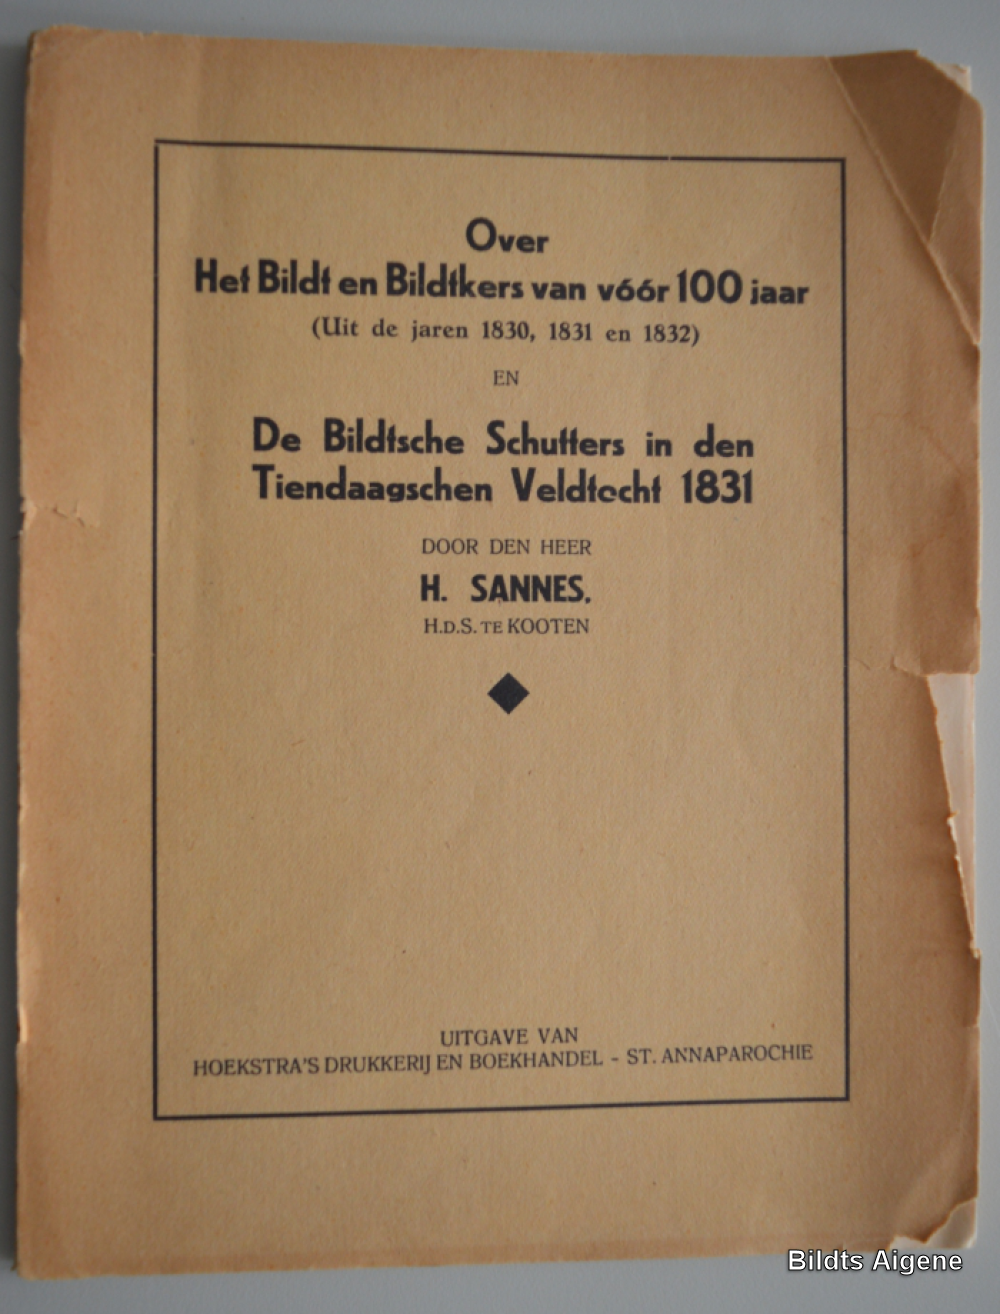 Over
Het Bildt en Bildtkers van vóór 100 jaar
(Uit de jaren 1830, 1831 en 1832)
EN
De Bildtsche Schutters in den
Tiendaagschen Veldtocht 1831
DOOR DEN HEER
H. SANNES.
H.D.S. TE KOOTEN
UITGAVE VAN
HOEKSTRA'S DRUKKERIJ EN BOEKHANDEL - ST. ANNAPAROCHIE
Bildts Aigene